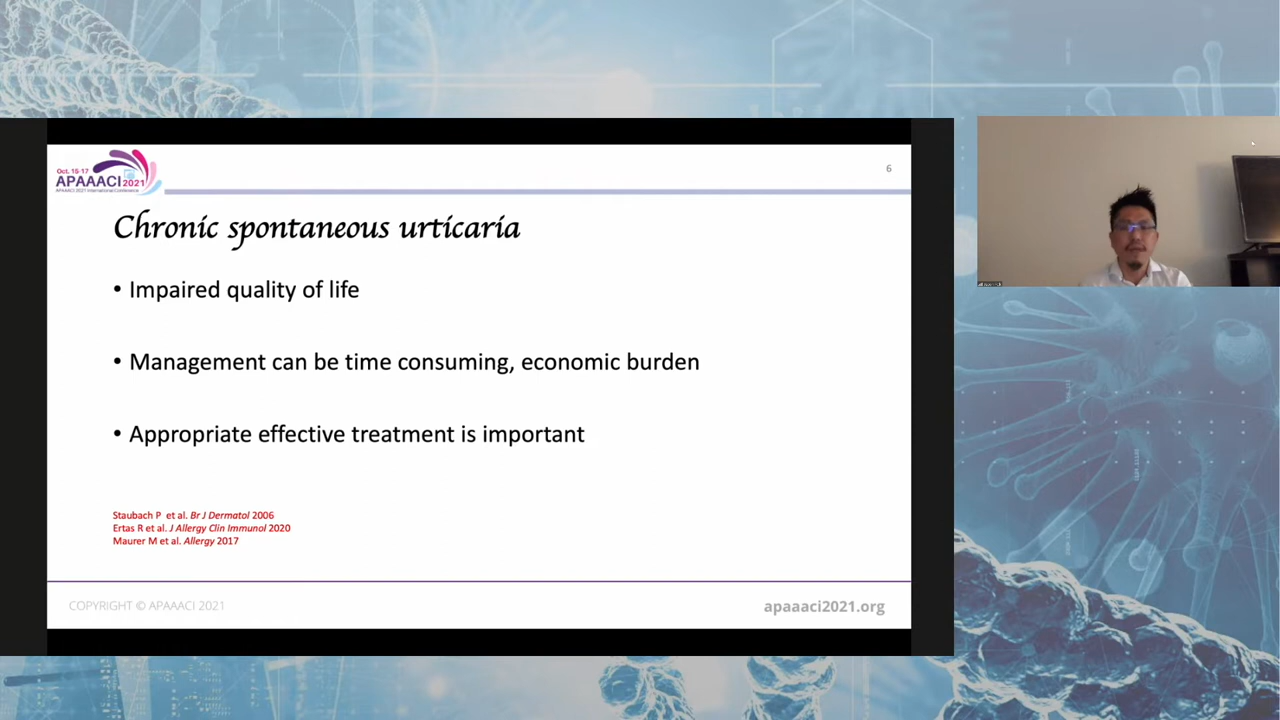 Oct. 15-17
APAAACI 2021
APAAACI 2021 International Conference
6
Chronic spontaneous urticaria
• Impaired quality of life
• Management can be time consuming, economic burden
• Appropriate effective treatment is important
Staubach P et al. Br J Dermatol 2006
Ertas R et al. J Allergy Clin Immunol 2020
Maurer M et al. Allergy 2017
COPYRIGHT © APAAACI 2021
apaaaci2021.org